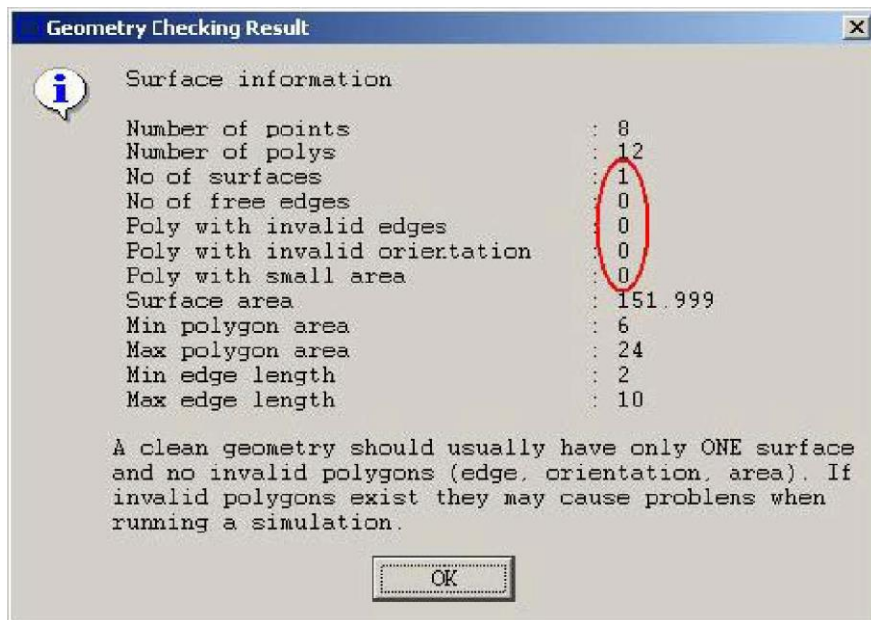 Geometry Checking Result
Surface information
Number of points : 8
Number of polys : 12
No of surfaces : 1
No of free edges : 0
Poly with invalid edges : 0
Poly with invalid orientation : 0
Poly with small area : 0
Surface area : 151.999
Min polygon area : 6
Max polygon area : 24
Min edge length : 2
Max edge length : 10
A clean geometry should usually have only ONE surface
and no invalid polygons (edge, orientation, area). If
invalid polygons exist they may cause problems when
running a simulation.
OK